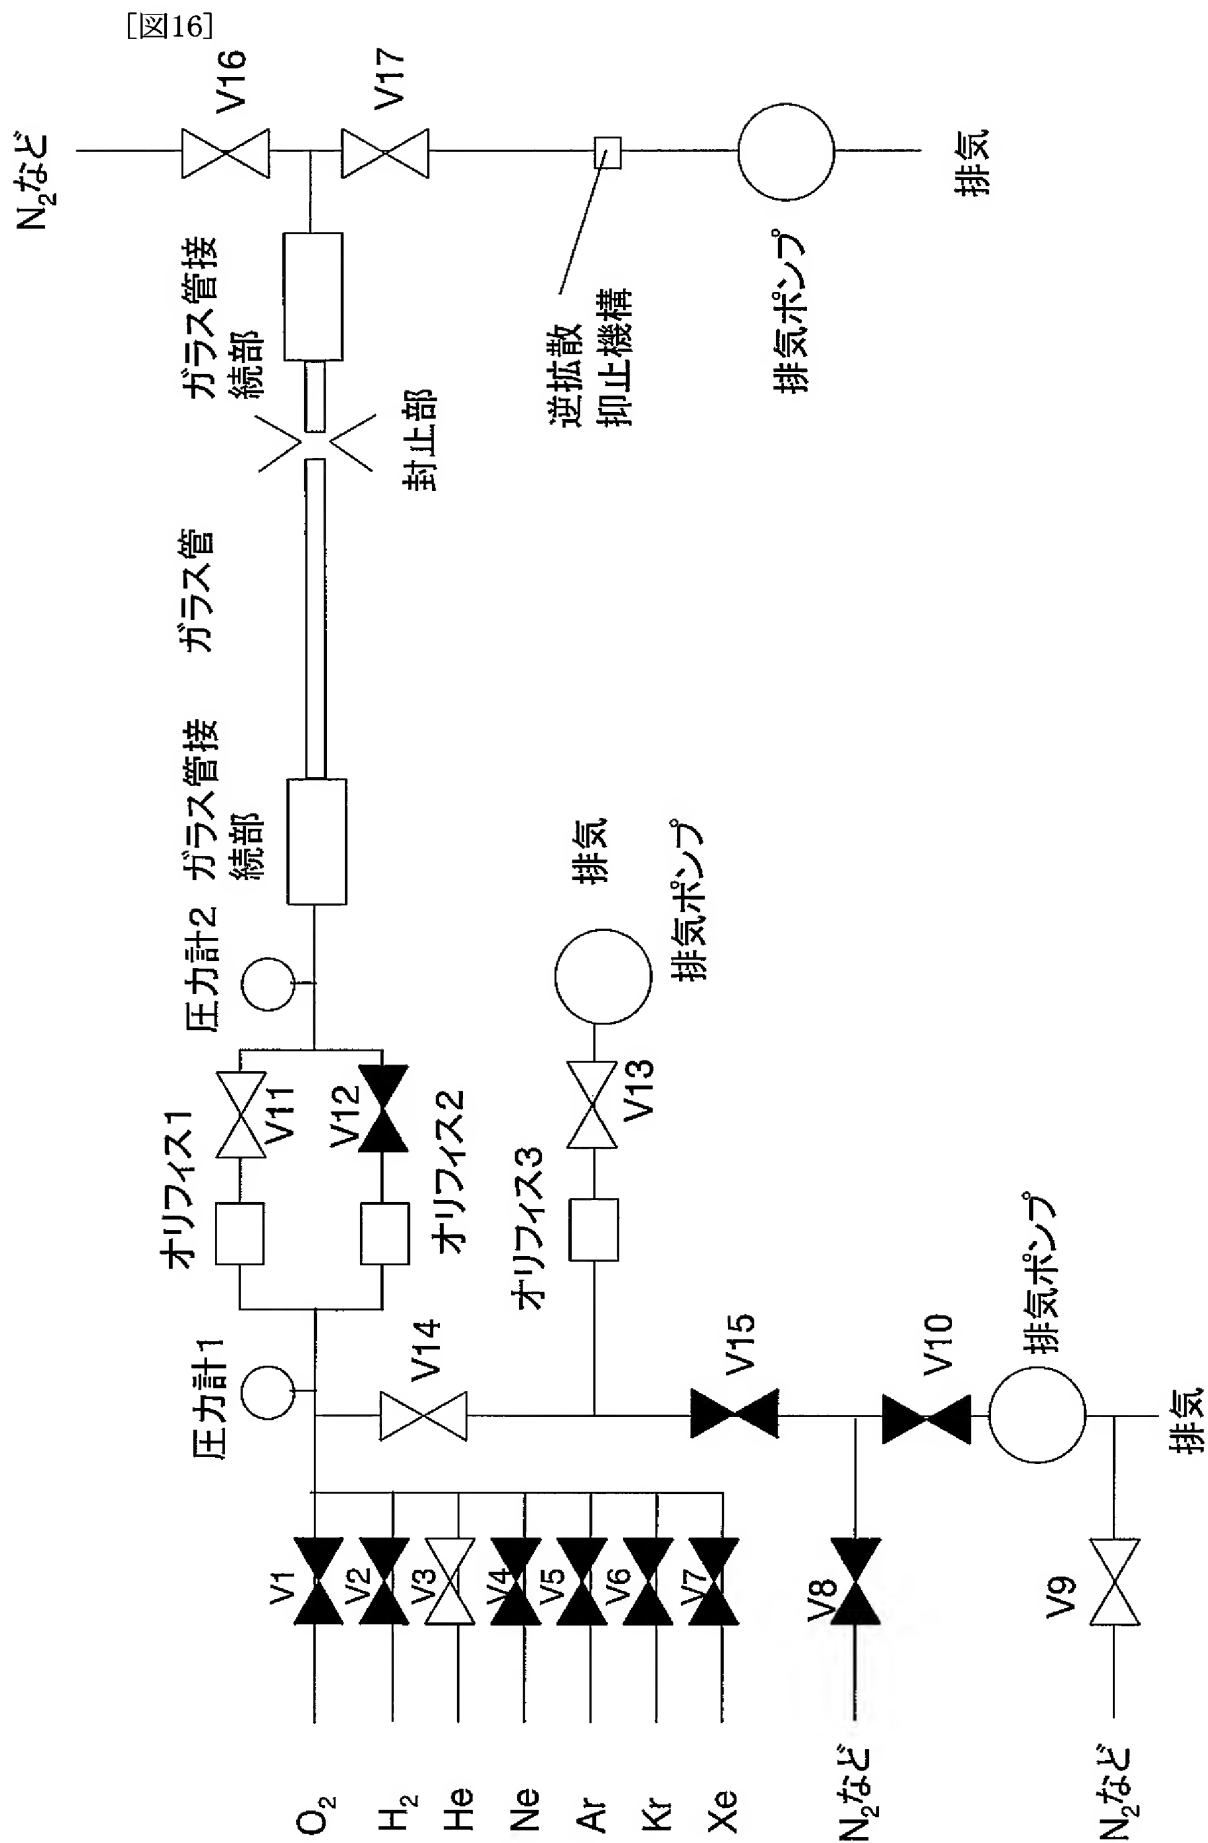 [図16]
N₂など
V16
V17
排気
排気ポンプ
逆拡散
抑止機構
ガラス管接
続部
封止部
ガラス管
ガラス管接
続部
圧力計2
オリフィス1
V11
V12
オリフィス2
圧力計1
V14
オリフィス3
V13
排気
排気ポンプ
V15
V10
排気ポンプ
排気
V1
V2
V3
V4
V5
V6
V7
V8
V9
O₂
H₂
He
Ne
Ar
Kr
Xe
N₂など
N₂など